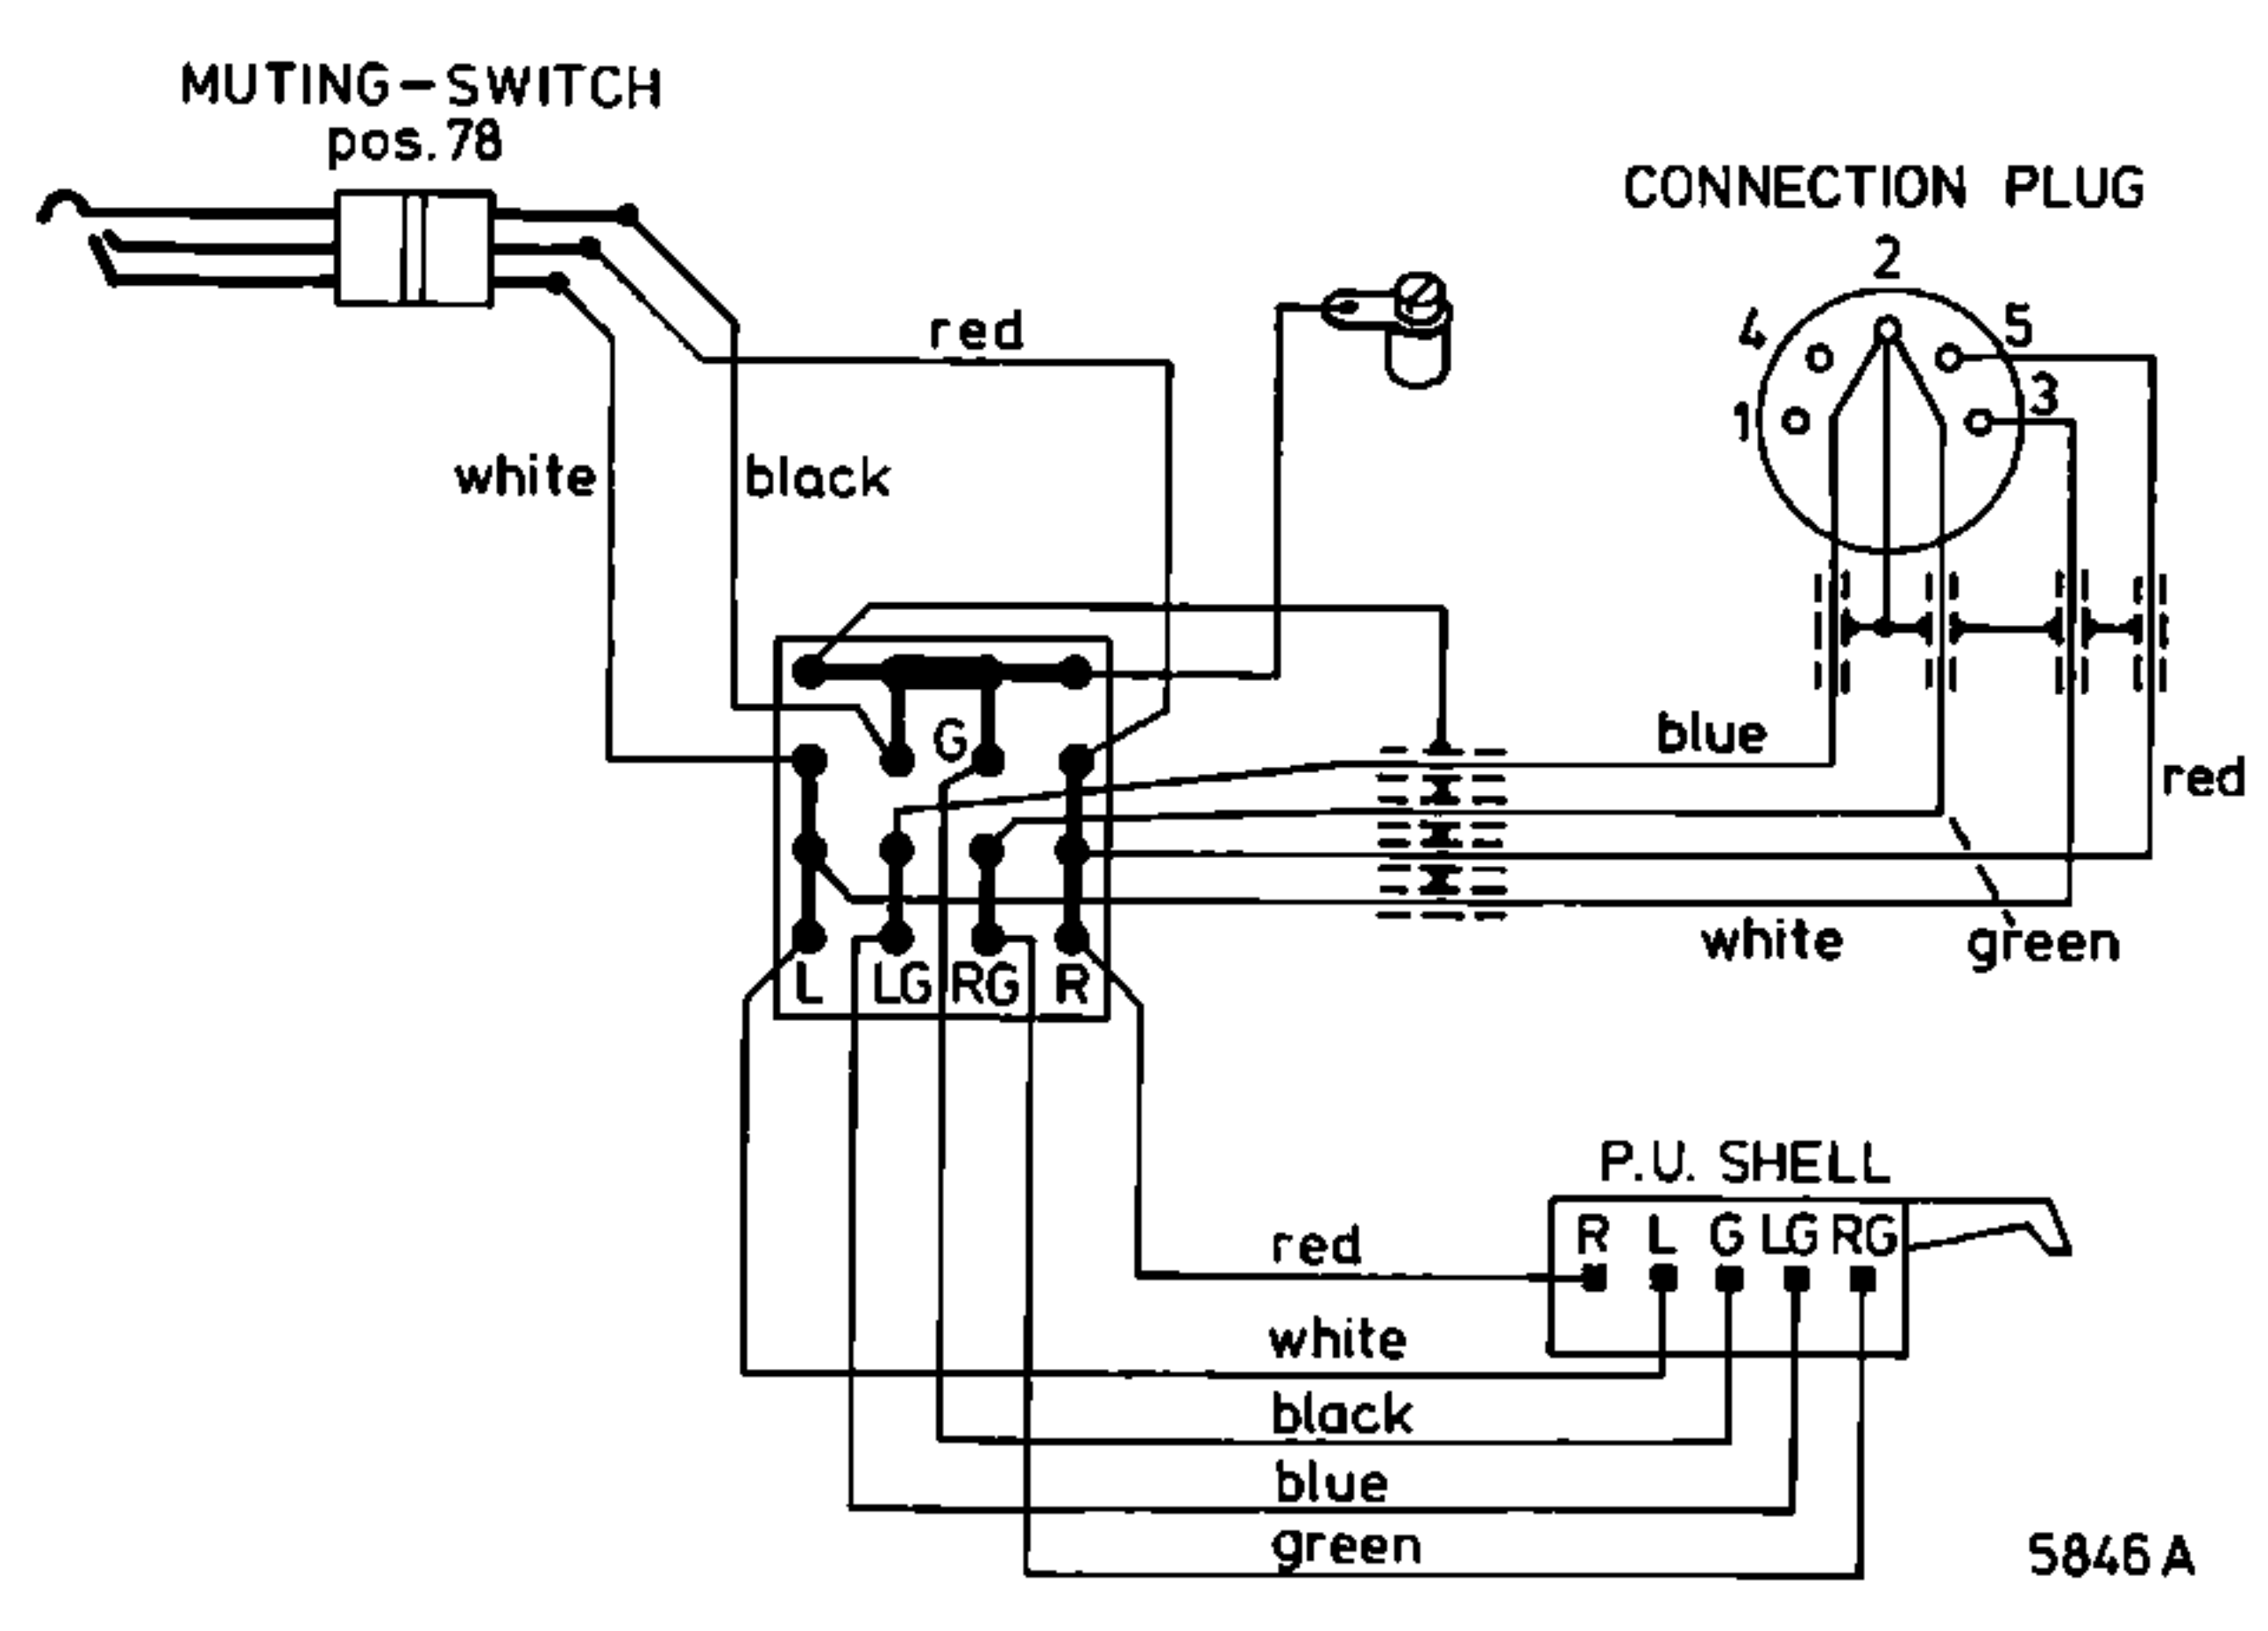 MUTING-SWITCH
pos. 78
CONNECTION PLUG
2
4
5
1
3
red
white
black
G
blue
red
white
green
L LG RG R
P.U. SHELL
R L G LG RG
red
white
black
blue
green
5846 A